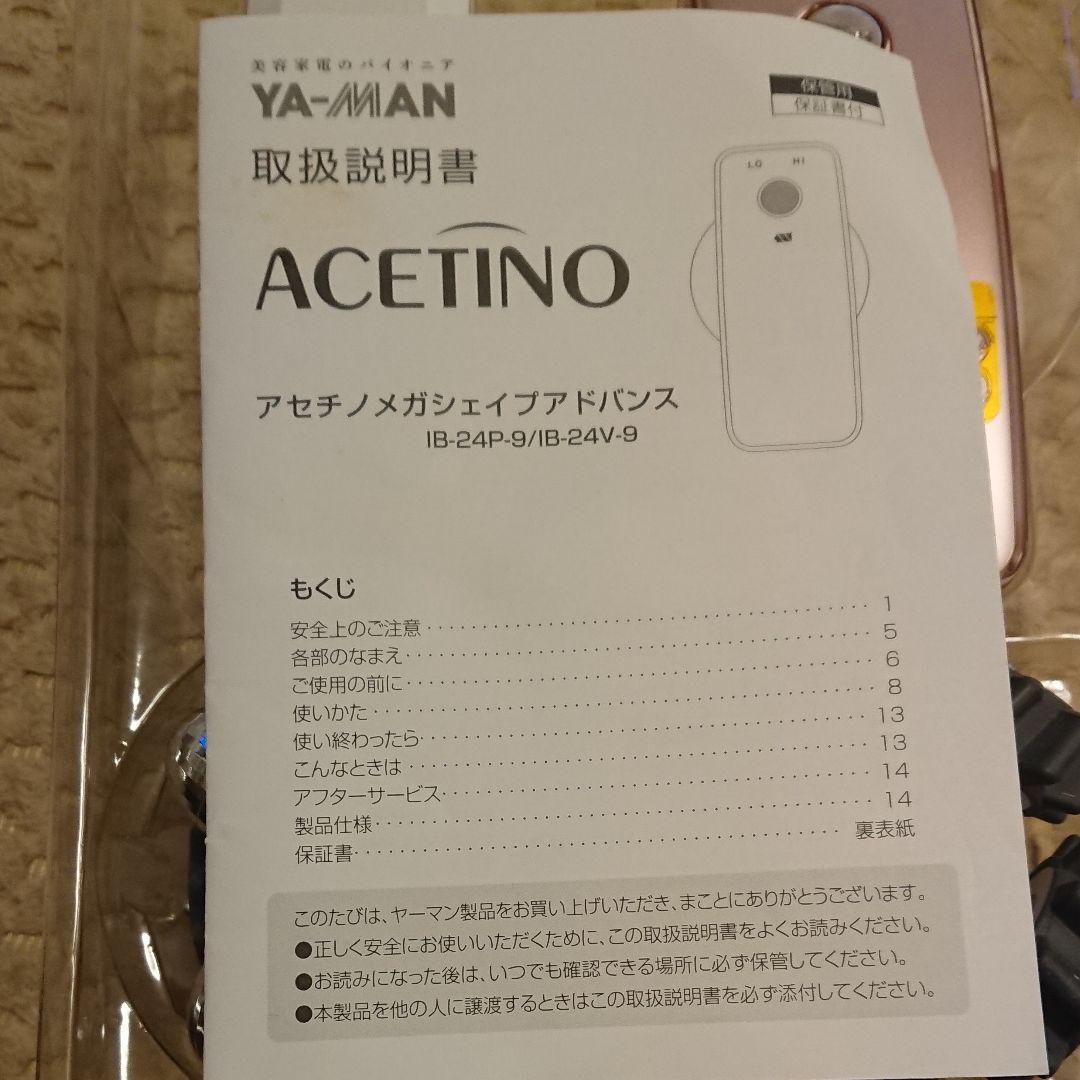 美容家電のパイオニア
YA-MAN
取扱説明書
保管用
保証書付
LO HI
ACETINO
アセチノメガシェイプアドバンス
IB-24P-9/IB-24V-9
もくじ
安全上のご注意 1
各部のなまえ 5
ご使用の前に 6
使いかた 8
使い終わったら 13
こんなときは 13
アフターサービス 14
製品仕様 14
保証書 裏表紙
このたびは、ヤーマン製品をお買い上げいただき、まことにありがとうございます。
●正しく安全にお使いいただくために、この取扱説明書をよくお読みください。
●お読みになった後は、いつでも確認できる場所に必ず保管してください。
●本製品を他の人に譲渡するときはこの取扱説明書を必ず添付してください。